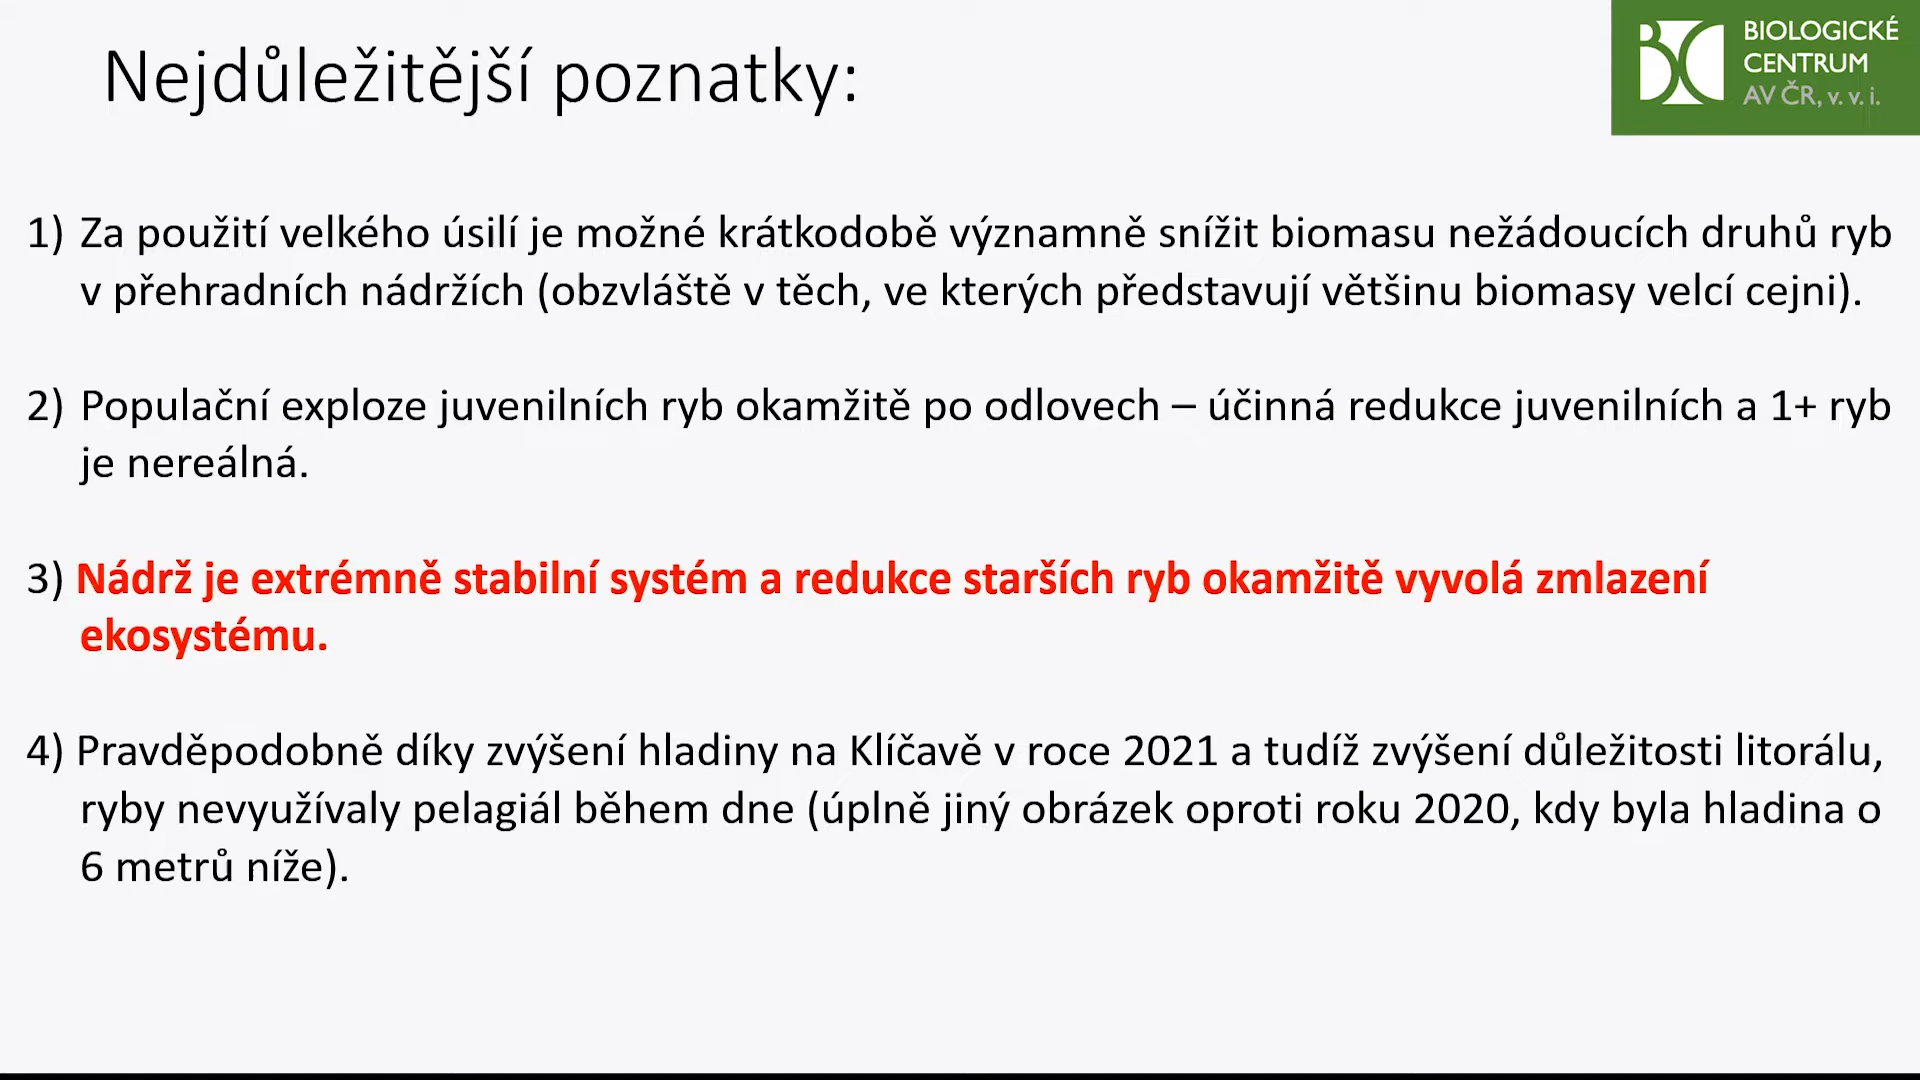 Nejdůležitější poznatky:
BIOLOGICKÉ
CENTRUM
AV ČR, v. v. i.
1) Za použití velkého úsilí je možné krátkodobě významně snížit biomasu nežádoucích druhů ryb
v přehradních nádržích (obzvláště v těch, ve kterých představují většinu biomasy velcí cejni).
2) Populační exploze juvenilních ryb okamžitě po odlovech – účinná redukce juvenilních a 1+ ryb
je nereálná.
3) Nádrž je extrémně stabilní systém a redukce starších ryb okamžitě vyvolá zmlazení
ekosystému.
4) Pravděpodobně díky zvýšení hladiny na Klíčavě v roce 2021 a tudíž zvýšení důležitosti litorálu,
ryby nevyužívaly pelagiál během dne (úplně jiný obrázek oproti roku 2020, kdy byla hladina o
6 metrů níže).